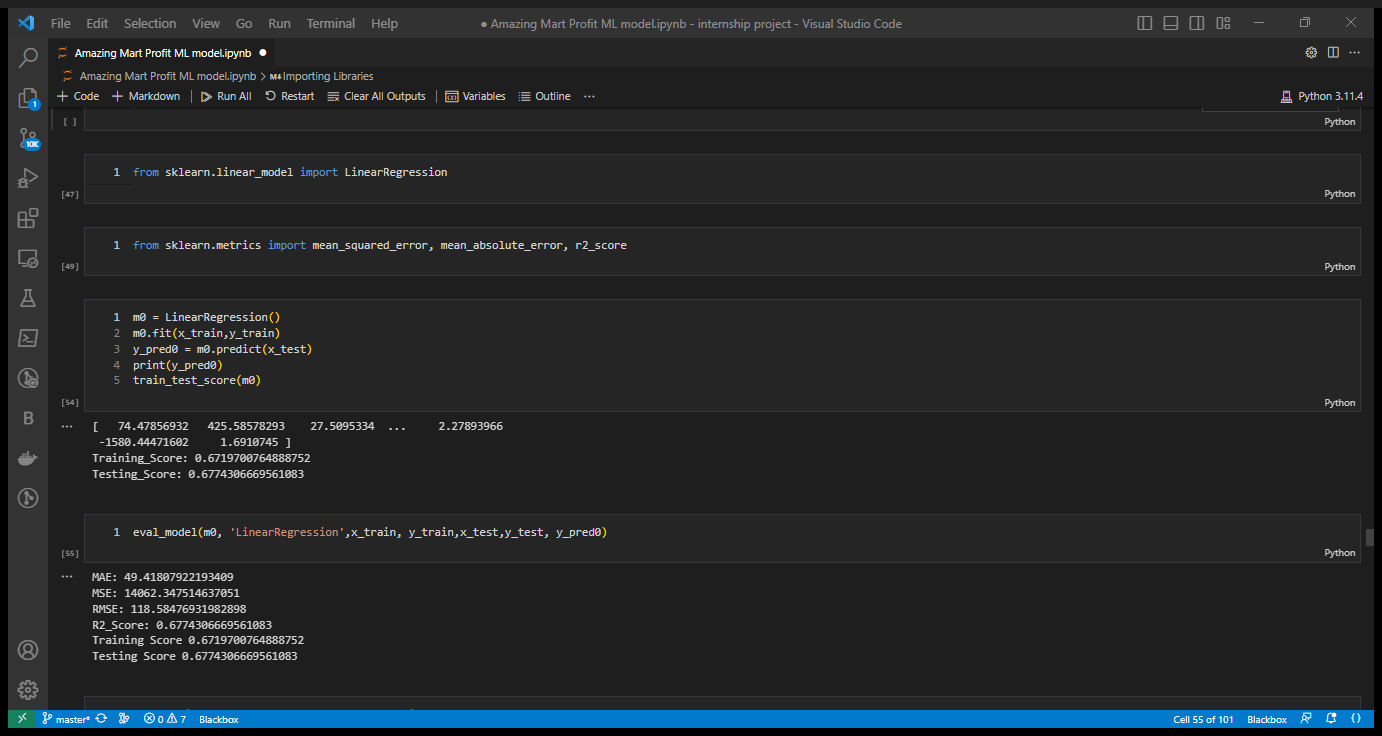 File Edit Selection View Go Run Terminal Help
● Amazing Mart Profit ML model.ipynb - internship project - Visual Studio Code
Amazing Mart Profit ML model.ipynb ●
Amazing Mart Profit ML model.ipynb > M↓Importing Libraries
+ Code + Markdown | Run All Restart Clear All Outputs | Variables Outline ...
Python 3.11.4
1
10K
B
[ ]
Python
1 from sklearn.linear_model import LinearRegression
[47]
Python
1 from sklearn.metrics import mean_squared_error, mean_absolute_error, r2_score
[49]
Python
1 m0 = LinearRegression()
2 m0.fit(x_train,y_train)
3 y_pred0 = m0.predict(x_test)
4 print(y_pred0)
5 train_test_score(m0)
[54]
Python
... [   74.47856932   425.58578293    27.5095334  ...     2.27893966
 -1580.44471602     1.6910745 ]
Training_Score: 0.6719700764888752
Testing_Score: 0.6774306669561083
1 eval_model(m0, 'LinearRegression',x_train, y_train,x_test,y_test, y_pred0)
[55]
Python
... MAE: 49.41807922193409
MSE: 14062.347514637051
RMSE: 118.58476931982898
R2_Score: 0.6774306669561083
Training Score 0.6719700764888752
Testing Score 0.6774306669561083
master* 0 7 Blackbox
Cell 55 of 101 Blackbox